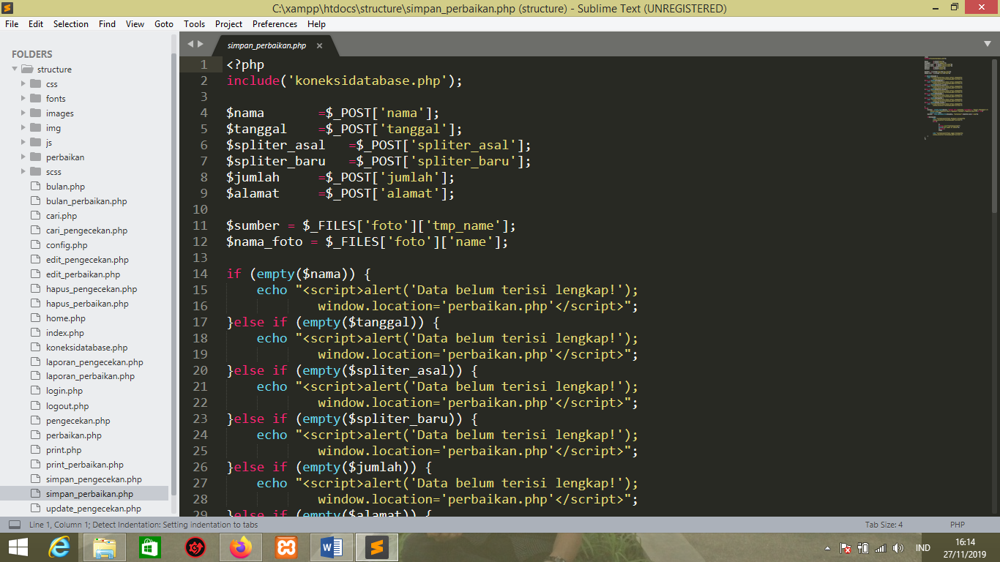 C:\xampp\htdocs\structure\simpan_perbaikan.php (structure) - Sublime Text (UNREGISTERED)
File Edit Selection Find View Goto Tools Project Preferences Help
FOLDERS
structure
css
fonts
images
img
js
perbaikan
scss
bulan.php
bulan_perbaikan.php
cari.php
cari_pengecekan.php
config.php
edit_pengecekan.php
edit_perbaikan.php
hapus_pengecekan.php
hapus_perbaikan.php
home.php
index.php
koneksidatabase.php
laporan_pengecekan.php
laporan_perbaikan.php
login.php
logout.php
pengecekan.php
perbaikan.php
print.php
print_perbaikan.php
simpan_pengecekan.php
simpan_perbaikan.php
update_pengecekan.php
simpan_perbaikan.php
1 <?php
2 include('koneksidatabase.php');
3
4 $nama =$_POST['nama'];
5 $tanggal =$_POST['tanggal'];
6 $spliter_asal =$_POST['spliter_asal'];
7 $spliter_baru =$_POST['spliter_baru'];
8 $jumlah =$_POST['jumlah'];
9 $alamat =$_POST['alamat'];
10
11 $sumber = $_FILES['foto']['tmp_name'];
12 $nama_foto = $_FILES['foto']['name'];
13
14 if (empty($nama)) {
15 echo "<script>alert('Data belum terisi lengkap!');
16 window.location='perbaikan.php'</script>";
17 }else if (empty($tanggal)) {
18 echo "<script>alert('Data belum terisi lengkap!');
19 window.location='perbaikan.php'</script>";
20 }else if (empty($spliter_asal)) {
21 echo "<script>alert('Data belum terisi lengkap!');
22 window.location='perbaikan.php'</script>";
23 }else if (empty($spliter_baru)) {
24 echo "<script>alert('Data belum terisi lengkap!');
25 window.location='perbaikan.php'</script>";
26 }else if (empty($jumlah)) {
27 echo "<script>alert('Data belum terisi lengkap!');
28 window.location='perbaikan.php'</script>";
29 }else if (empty($alamat)) {
Line 1, Column 1; Detect Indentation: Setting indentation to tabs
Tab Size: 4 PHP
IND
16:14
27/11/2019